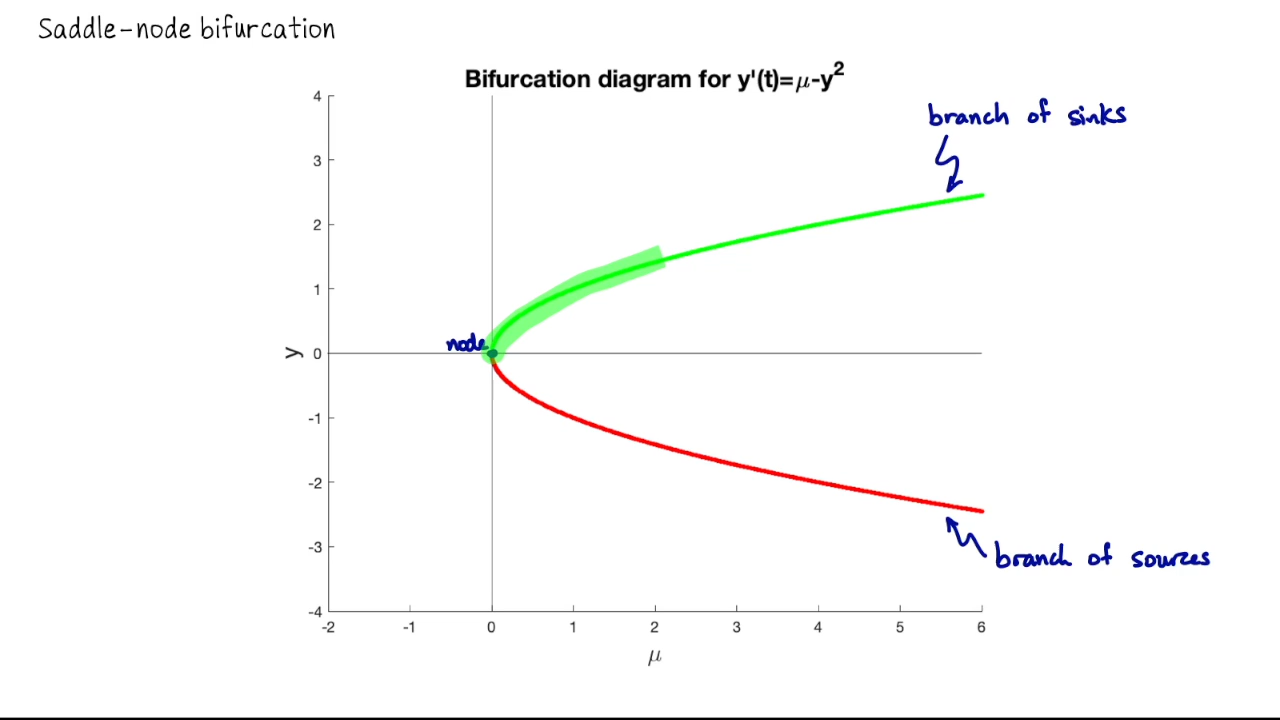 Saddle-node bifurcation
Bifurcation diagram for y'(t)=μ-y²
branch of sinks
4
3
2
1
node
y
0
-1
-2
-3
branch of sources
-4
-2 -1 0 1 2 3 4 5 6
μ